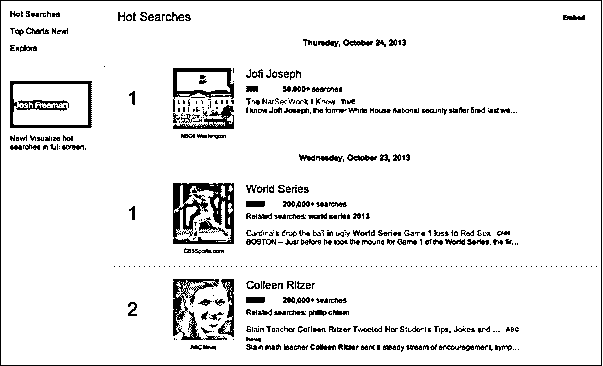 Hot Searches
Top Charts New!
Explore
Josh Freeman
New! Visualize hot
searches in full screen.
Hot Searches
Embed
Thursday, October 24, 2013
1
Jofi Joseph
50,000+ searches
The NatSecWonk I Know TIME
I know Jofi Joseph, the former White House national security staffer fired last we...
NBC4 Washington
Wednesday, October 23, 2013
1
World Series
200,000+ searches
Related searches: world series 2013
Cardinals drop the ball in ugly World Series Game 1 loss to Red Sox CNN
BOSTON -- Just before he took the mound for Game 1 of the World Series, the fir...
CBSSports.com
2
Colleen Ritzer
200,000+ searches
Related searches: philip chism
Slain Teacher Colleen Ritzer Tweeted Her Students Tips, Jokes and ... ABC
News
Slain math teacher Colleen Ritzer sent a steady stream of encouragement, symp...
ABC News